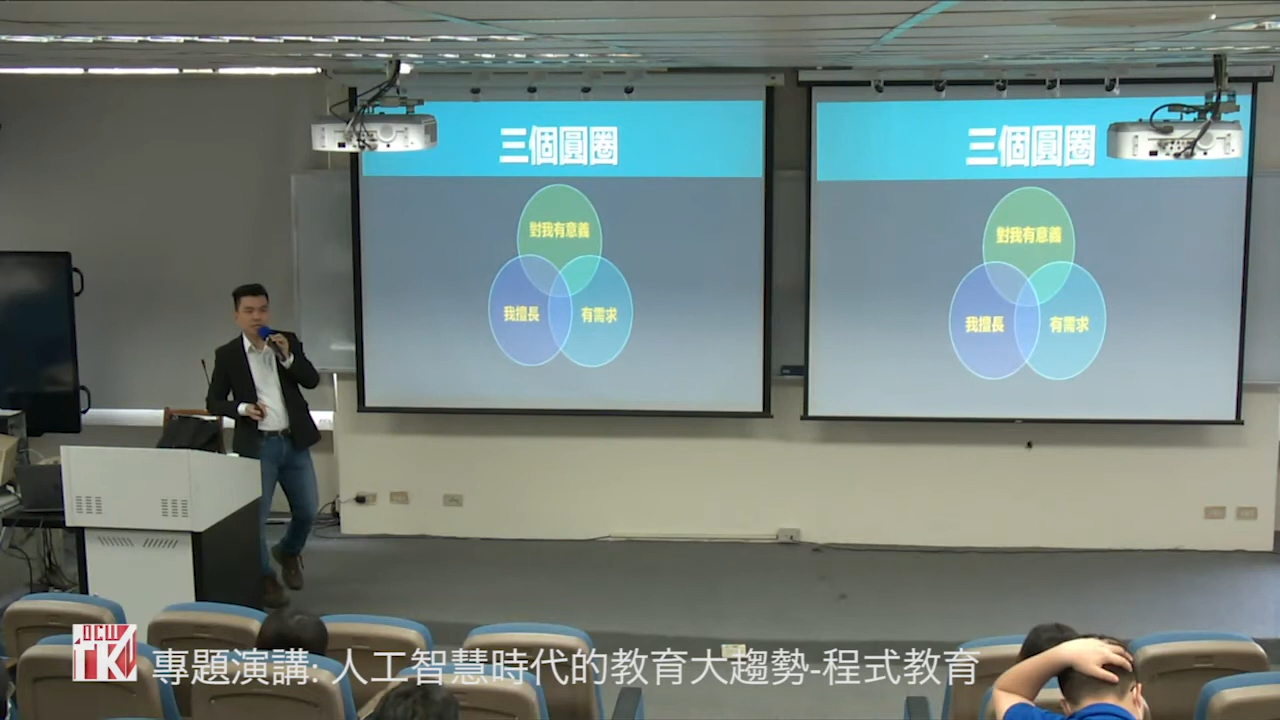 三個圓圈
對我有意義
我擅長
有需求
三個圓圈
對我有意義
我擅長
有需求
OCW
TK
專題演講: 人工智慧時代的教育大趨勢-程式教育